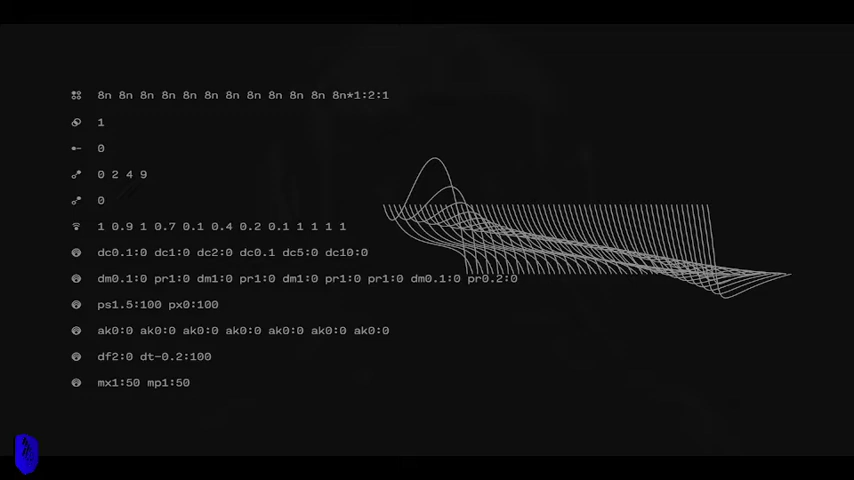 8n 8n 8n 8n 8n 8n 8n 8n 8n 8n 8n 8n*1:2:1
1
0
0 2 4 9
0
1 0.9 1 0.7 0.1 0.4 0.2 0.1 1 1 1 1
dc0.1:0 dc1:0 dc2:0 dc0.1 dc5:0 dc10:0
dm0.1:0 pr1:0 dm1:0 pr1:0 dm1:0 pr1:0 pr1:0 dm0.1:0 pr0.2:0
ps1.5:100 px0:100
ak0:0 ak0:0 ak0:0 ak0:0 ak0:0 ak0:0 ak0:0
df2:0 dt-0.2:100
mx1:50 mp1:50